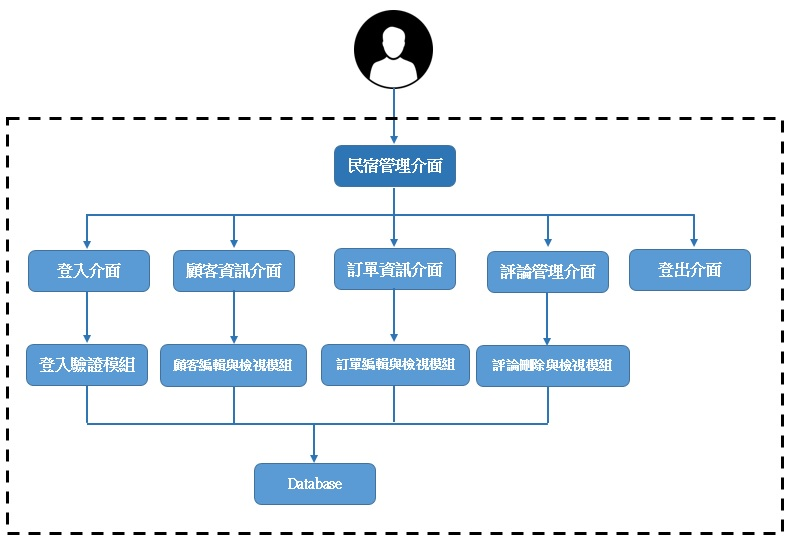 民宿管理介面
登入介面
顧客資訊介面
訂單資訊介面
評論管理介面
登出介面
登入驗證模組
顧客編輯與檢視模組
訂單編輯與檢視模組
評論刪除與檢視模組
Database